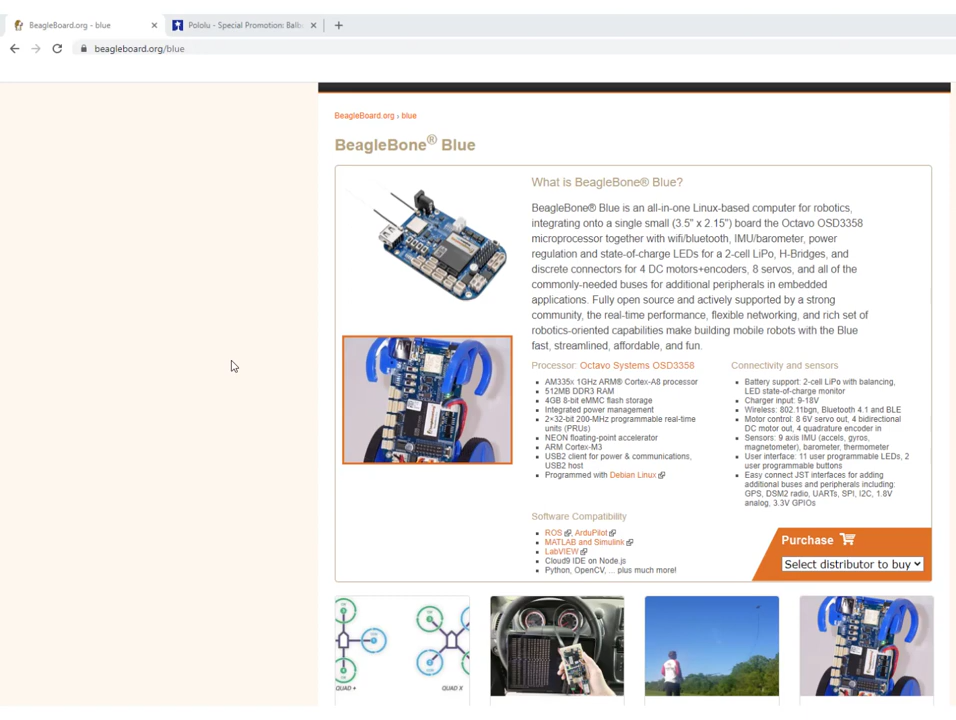 BeagleBoard.org - blue
Pololu - Special Promotion: Balb
beagleboard.org/blue
BeagleBoard.org › blue
BeagleBone® Blue
What is BeagleBone® Blue?
BeagleBone® Blue is an all-in-one Linux-based computer for robotics,
integrating onto a single small (3.5" x 2.15") board the Octavo OSD3358
microprocessor together with wifi/bluetooth, IMU/barometer, power
regulation and state-of-charge LEDs for a 2-cell LiPo, H-Bridges, and
discrete connectors for 4 DC motors+encoders, 8 servos, and all of the
commonly-needed buses for additional peripherals in embedded
applications. Fully open source and actively supported by a strong
community, the real-time performance, flexible networking, and rich set of
robotics-oriented capabilities make building mobile robots with the Blue
fast, streamlined, affordable, and fun.
Processor: Octavo Systems OSD3358
AM335x 1GHz ARM® Cortex-A8 processor
512MB DDR3 RAM
4GB 8-bit eMMC flash storage
Integrated power management
2×32-bit 200-MHz programmable real-time
units (PRUs)
NEON floating-point accelerator
ARM Cortex-M3
USB2 client for power & communications,
USB2 host
Programmed with Debian Linux
Connectivity and sensors
Battery support: 2-cell LiPo with balancing,
LED state-of-charge monitor
Charger input: 9-18V
Wireless: 802.11bgn, Bluetooth 4.1 and BLE
Motor control: 8 6V servo out, 4 bidirectional
DC motor out, 4 quadrature encoder in
Sensors: 9 axis IMU (accels, gyros,
magnetometer), barometer, thermometer
User interface: 11 user programmable LEDs, 2
user programmable buttons
Easy connect JST interfaces for adding
additional buses and peripherals including:
GPS, DSM2 radio, UARTs, SPI, I2C, 1.8V
analog, 3.3V GPIOs
Software Compatibility
ROS, ArduPilot
MATLAB and Simulink
LabVIEW
Cloud9 IDE on Node.js
Python, OpenCV, ... plus much more!
Purchase
Select distributor to buy
QUAD +
QUAD X